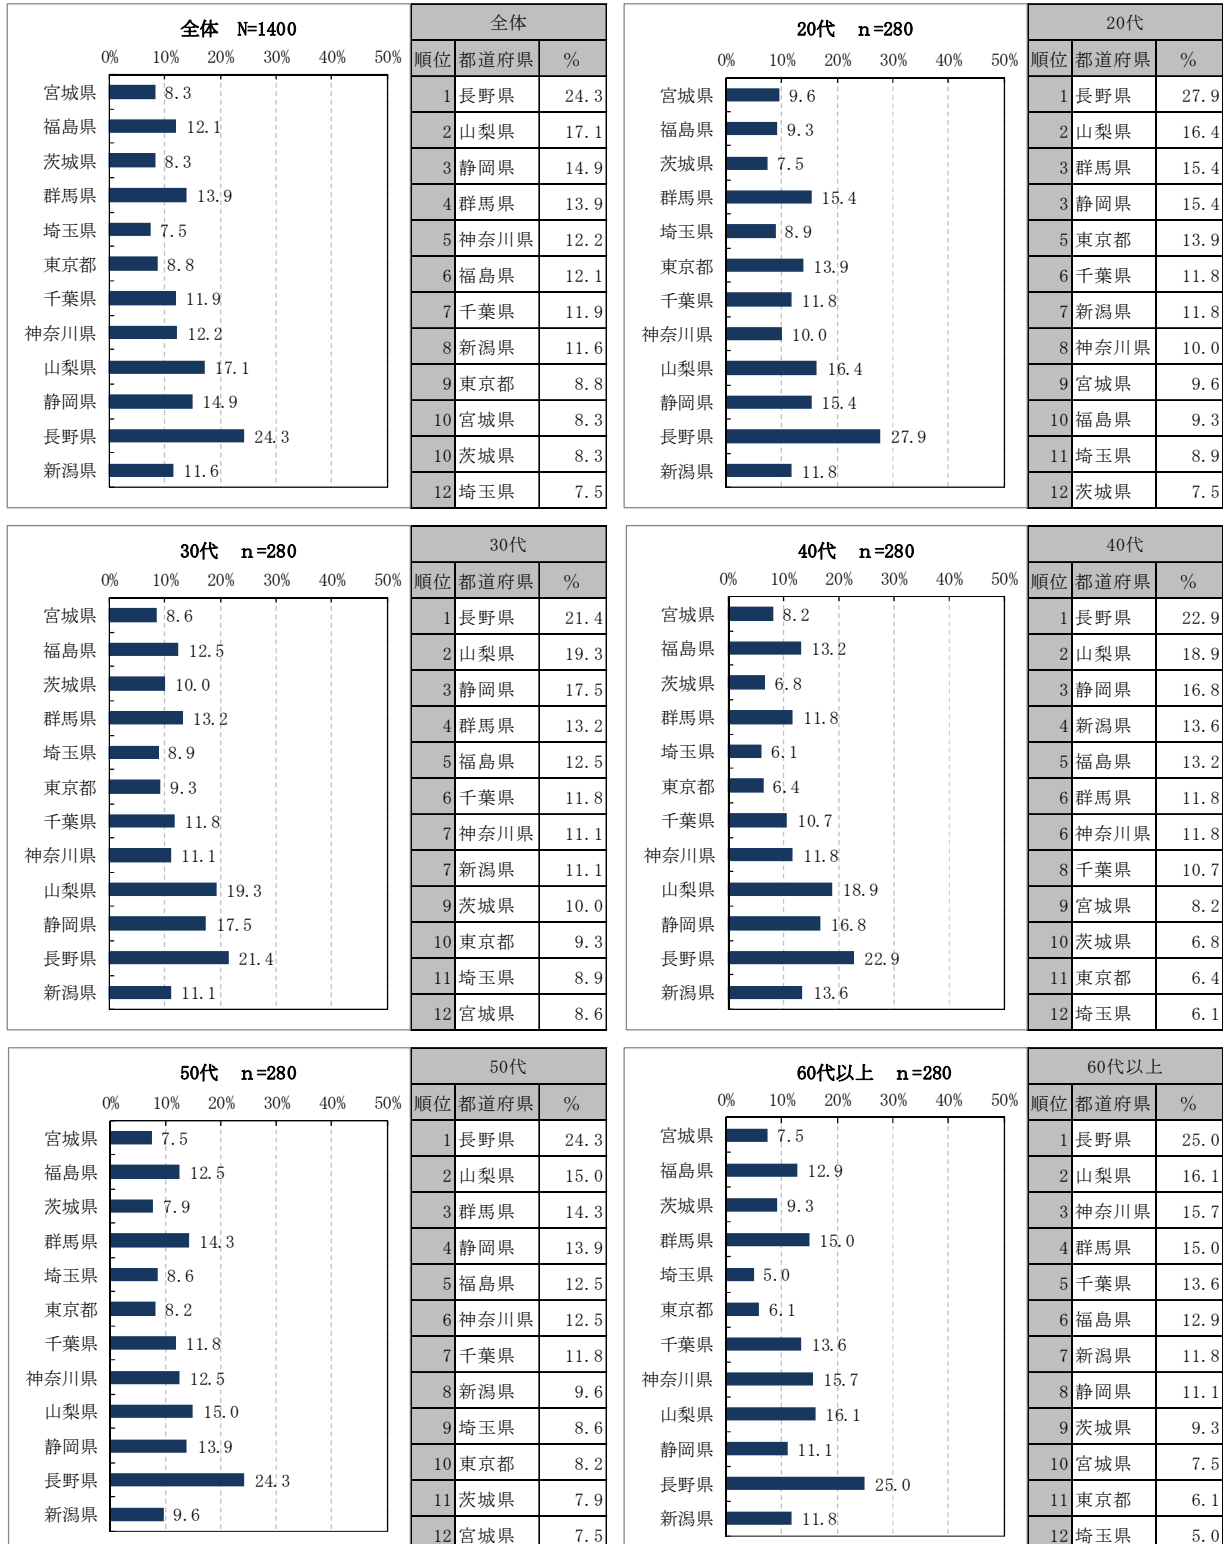 全体 N=1400
0% 10% 20% 30% 40% 50%
宮城県 8.3
福島県 12.1
茨城県 8.3
群馬県 13.9
埼玉県 7.5
東京都 8.8
千葉県 11.9
神奈川県 12.2
山梨県 17.1
静岡県 14.9
長野県 24.3
新潟県 11.6
全体
順位 都道府県 %
1 長野県 24.3
2 山梨県 17.1
3 静岡県 14.9
4 群馬県 13.9
5 神奈川県 12.2
6 福島県 12.1
7 千葉県 11.9
8 新潟県 11.6
9 東京都 8.8
10 宮城県 8.3
10 茨城県 8.3
12 埼玉県 7.5
20代 n=280
0% 10% 20% 30% 40% 50%
宮城県 9.6
福島県 9.3
茨城県 7.5
群馬県 15.4
埼玉県 8.9
東京都 13.9
千葉県 11.8
神奈川県 10.0
山梨県 16.4
静岡県 15.4
長野県 27.9
新潟県 11.8
20代
順位 都道府県 %
1 長野県 27.9
2 山梨県 16.4
3 群馬県 15.4
3 静岡県 15.4
5 東京都 13.9
6 千葉県 11.8
7 新潟県 11.8
8 神奈川県 10.0
9 宮城県 9.6
10 福島県 9.3
11 埼玉県 8.9
12 茨城県 7.5
30代 n=280
0% 10% 20% 30% 40% 50%
宮城県 8.6
福島県 12.5
茨城県 10.0
群馬県 13.2
埼玉県 8.9
東京都 9.3
千葉県 11.8
神奈川県 11.1
山梨県 19.3
静岡県 17.5
長野県 21.4
新潟県 11.1
30代
順位 都道府県 %
1 長野県 21.4
2 山梨県 19.3
3 静岡県 17.5
4 群馬県 13.2
5 福島県 12.5
6 千葉県 11.8
7 神奈川県 11.1
7 新潟県 11.1
9 茨城県 10.0
10 東京都 9.3
11 埼玉県 8.9
12 宮城県 8.6
40代 n=280
0% 10% 20% 30% 40% 50%
宮城県 8.2
福島県 13.2
茨城県 6.8
群馬県 11.8
埼玉県 6.1
東京都 6.4
千葉県 10.7
神奈川県 11.8
山梨県 18.9
静岡県 16.8
長野県 22.9
新潟県 13.6
40代
順位 都道府県 %
1 長野県 22.9
2 山梨県 18.9
3 静岡県 16.8
4 新潟県 13.6
5 福島県 13.2
6 群馬県 11.8
6 神奈川県 11.8
8 千葉県 10.7
9 宮城県 8.2
10 茨城県 6.8
11 東京都 6.4
12 埼玉県 6.1
50代 n=280
0% 10% 20% 30% 40% 50%
宮城県 7.5
福島県 12.5
茨城県 7.9
群馬県 14.3
埼玉県 8.6
東京都 8.2
千葉県 11.8
神奈川県 12.5
山梨県 15.0
静岡県 13.9
長野県 24.3
新潟県 9.6
50代
順位 都道府県 %
1 長野県 24.3
2 山梨県 15.0
3 群馬県 14.3
4 静岡県 13.9
5 福島県 12.5
6 神奈川県 12.5
7 千葉県 11.8
8 新潟県 9.6
9 埼玉県 8.6
10 東京都 8.2
11 茨城県 7.9
12 宮城県 7.5
60代以上 n=280
0% 10% 20% 30% 40% 50%
宮城県 7.5
福島県 12.9
茨城県 9.3
群馬県 15.0
埼玉県 5.0
東京都 6.1
千葉県 13.6
神奈川県 15.7
山梨県 16.1
静岡県 11.1
長野県 25.0
新潟県 11.8
60代以上
順位 都道府県 %
1 長野県 25.0
2 山梨県 16.1
3 神奈川県 15.7
4 群馬県 15.0
5 千葉県 13.6
6 福島県 12.9
7 新潟県 11.8
8 静岡県 11.1
9 茨城県 9.3
10 宮城県 7.5
11 東京都 6.1
12 埼玉県 5.0